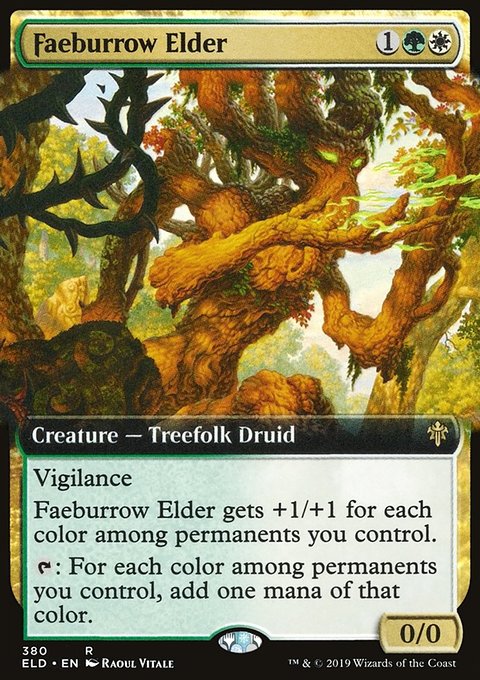 Faeburrow Elder 1
Creature — Treefolk Druid
Vigilance
Faeburrow Elder gets +1/+1 for each
color among permanents you control.
: For each color among permanents
you control, add one mana of that
color.
0/0
380 R
ELD • EN Raoul Vitale
™ & © 2019 Wizards of the Coast